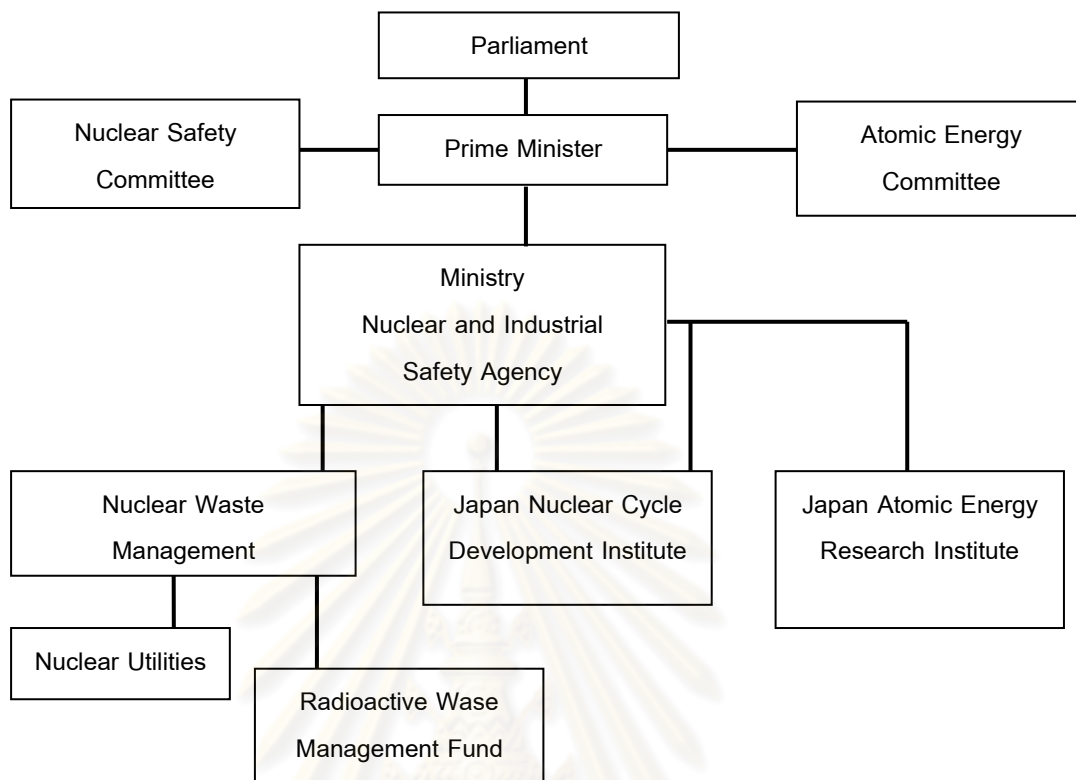 Parliament
Nuclear Safety
Committee
Prime Minister
Atomic Energy
Committee
Ministry
Nuclear and Industrial
Safety Agency
Nuclear Waste
Management
Japan Nuclear Cycle
Development Institute
Japan Atomic Energy
Research Institute
Nuclear Utilities
Radioactive Wase
Management Fund